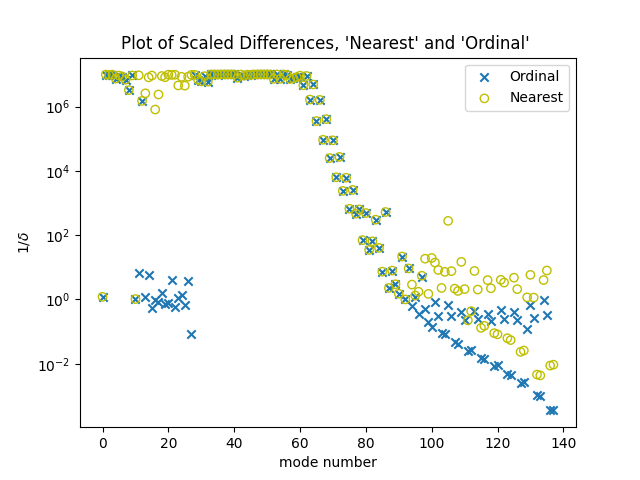 Plot of Scaled Differences, 'Nearest' and 'Ordinal'
Ordinal
Nearest
10^6
10^4
10^2
10^0
10^−2
1/δ
0 20 40 60 80 100 120 140
mode number